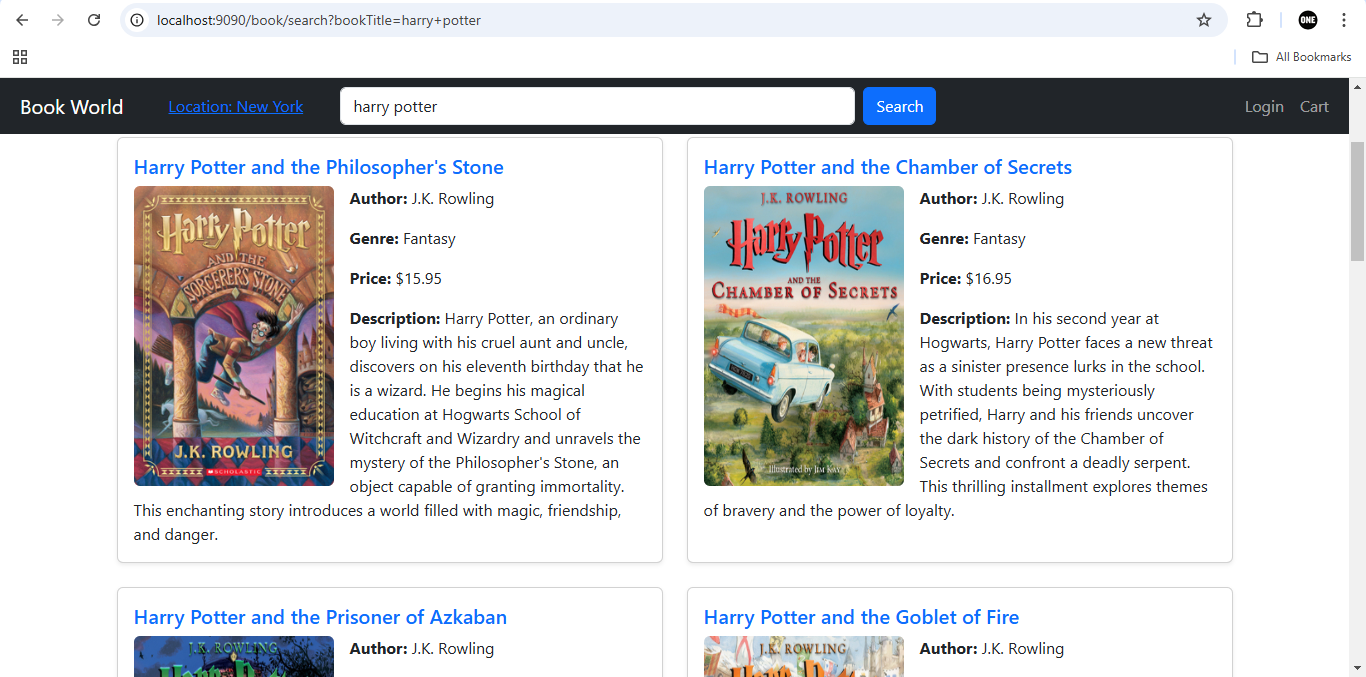 localhost:9090/book/search?bookTitle=harry+potter
ONE
All Bookmarks
Book World
Location: New York
harry potter
Search
Login
Cart
Harry Potter and the Philosopher's Stone
Harry Potter
AND THE
SORCERER'S STONE
J.K. ROWLING
SCHOLASTIC
Author: J.K. Rowling
Genre: Fantasy
Price: $15.95
Description: Harry Potter, an ordinary
boy living with his cruel aunt and uncle,
discovers on his eleventh birthday that he
is a wizard. He begins his magical
education at Hogwarts School of
Witchcraft and Wizardry and unravels the
mystery of the Philosopher's Stone, an
object capable of granting immortality.
This enchanting story introduces a world filled with magic, friendship,
and danger.
Harry Potter and the Chamber of Secrets
J.K. ROWLING
Harry Potter
AND THE
CHAMBER OF SECRETS
Illustrated by JIM KAY
Author: J.K. Rowling
Genre: Fantasy
Price: $16.95
Description: In his second year at
Hogwarts, Harry Potter faces a new threat
as a sinister presence lurks in the school.
With students being mysteriously
petrified, Harry and his friends uncover
the dark history of the Chamber of
Secrets and confront a deadly serpent.
This thrilling installment explores themes
of bravery and the power of loyalty.
Harry Potter and the Prisoner of Azkaban
J.K. ROWLING
Author: J.K. Rowling
Harry Potter and the Goblet of Fire
J.K. ROWLING
Author: J.K. Rowling